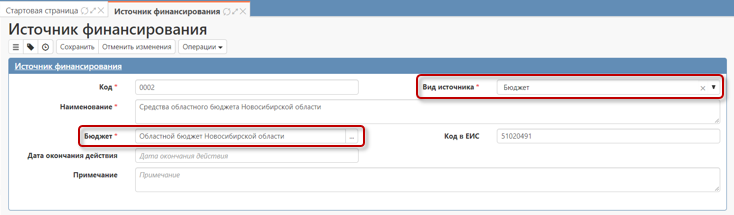 Стартовая страница Источник финансирования
Источник финансирования
Сохранить Отменить изменения Операции
Источник финансирования
Код * 0002 Вид источника * Бюджет
Наименование * Средства областного бюджета Новосибирской области
Бюджет * Областной бюджет Новосибирской области ... Код в ЕИС 51020491
Дата окончания действия Дата окончания действия
Примечание Примечание